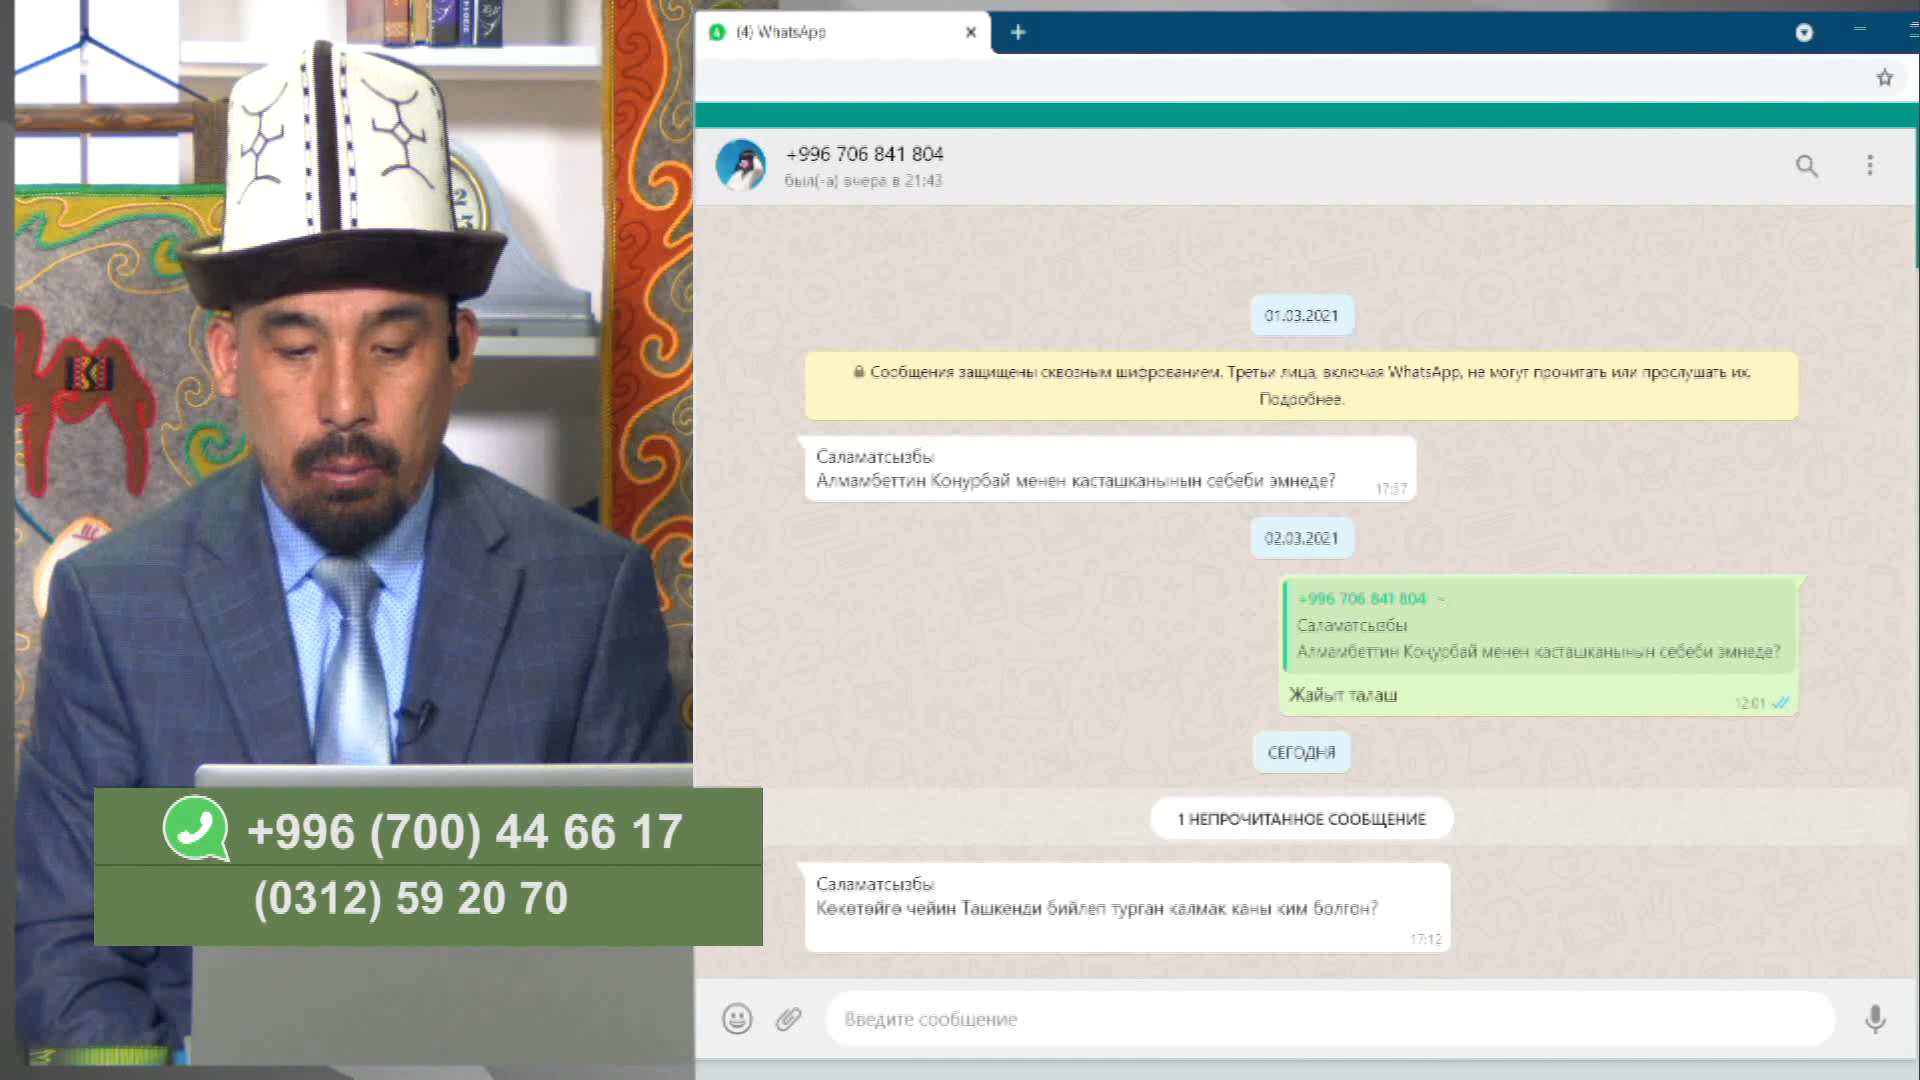 (4) WhatsApp
+996 706 841 804
был(-а) вчера в 21:43
01.03.2021
Сообщения защищены сквозным шифрованием. Третьи лица, включая WhatsApp, не могут прочитать или прослушать их.
Подробнее.
Саламатсызбы
Алмамбеттин Коңурбай менен касташканынын себеби эмнеде?
17:57
02.03.2021
+996 706 841 804
Саламатсызбы
Алмамбеттин Коңурбай менен касташканынын себеби эмнеде?
Жайыт талаш
12:01
СЕГОДНЯ
1 НЕПРОЧИТАННОЕ СООБЩЕНИЕ
Саламатсызбы
Көкөтөйгө чейин Ташкенди бийлеп турган калмак каны ким болгон?
17:12
Введите сообщение
+996 (700) 44 66 17
(0312) 59 20 70